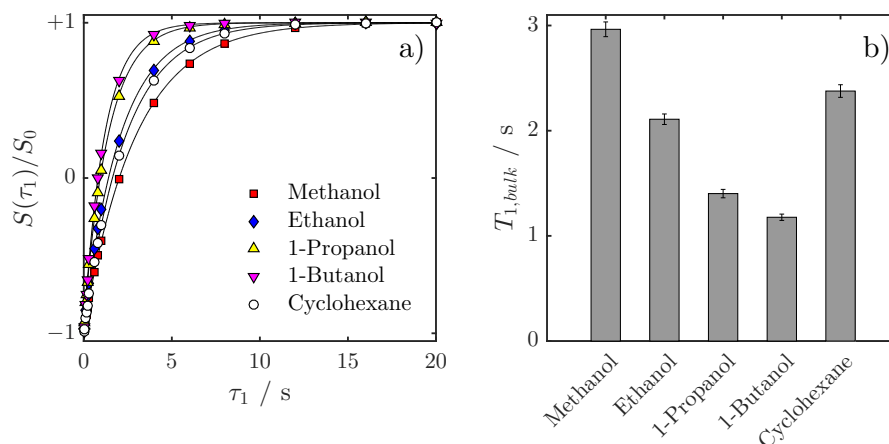 a)
+1
0
−1
S(τ₁)/S₀
Methanol
Ethanol
1-Propanol
1-Butanol
Cyclohexane
0 5 10 15 20
τ₁ / s
b)
3
2
1
0
T₁,bulk / s
Methanol
Ethanol
1-Propanol
1-Butanol
Cyclohexane